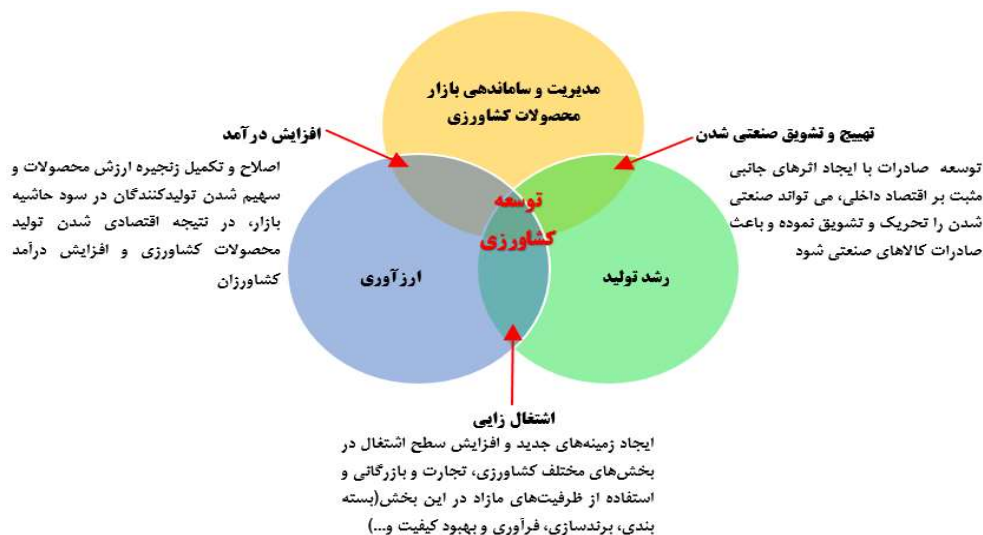 مدیریت و ساماندهی بازار
محصولات کشاورزی
افزایش درآمد
اصلاح و تکمیل زنجیره ارزش محصولات و
سهیم شدن تولیدکنندگان در سود حاشیه
بازار، در نتیجه اقتصادی شدن تولید
محصولات کشاورزی و افزایش درآمد
کشاورزان
تهییج و تشویق صنعتی شدن
توسعه صادرات با ایجاد اثرهای جانبی
مثبت بر اقتصاد داخلی، می تواند صنعتی
شدن را تحریک و تشویق نموده و باعث
صادرات کالاهای صنعتی شود
توسعه
کشاورزی
رشد تولید
ارزآوری
اشتغال زایی
ایجاد زمینه‌های جدید و افزایش سطح اشتغال در
بخش‌های مختلف کشاورزی، تجارت و بازرگانی و
استفاده از ظرفیت‌های مازاد در این بخش(بسته
بندی، برندسازی، فرآوری و بهبود کیفیت و...)